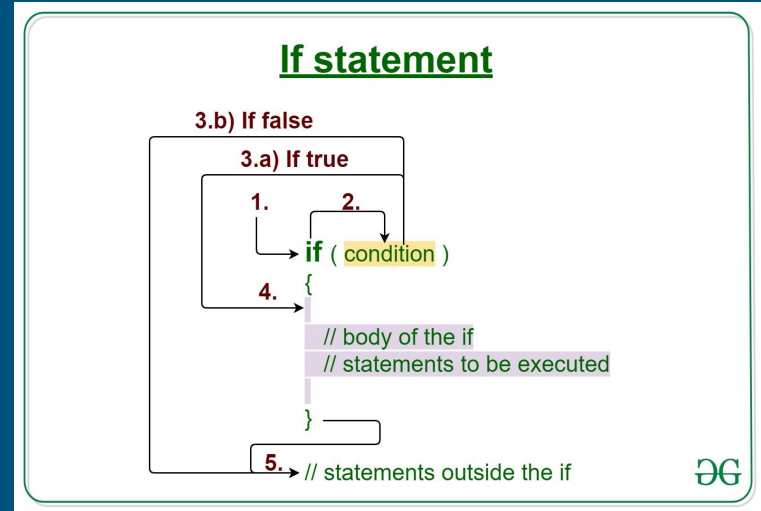 If statement
3.b) If false
3.a) If true
1.
2.
if ( condition )
{
4.
// body of the if
// statements to be executed
}
5.
// statements outside the if